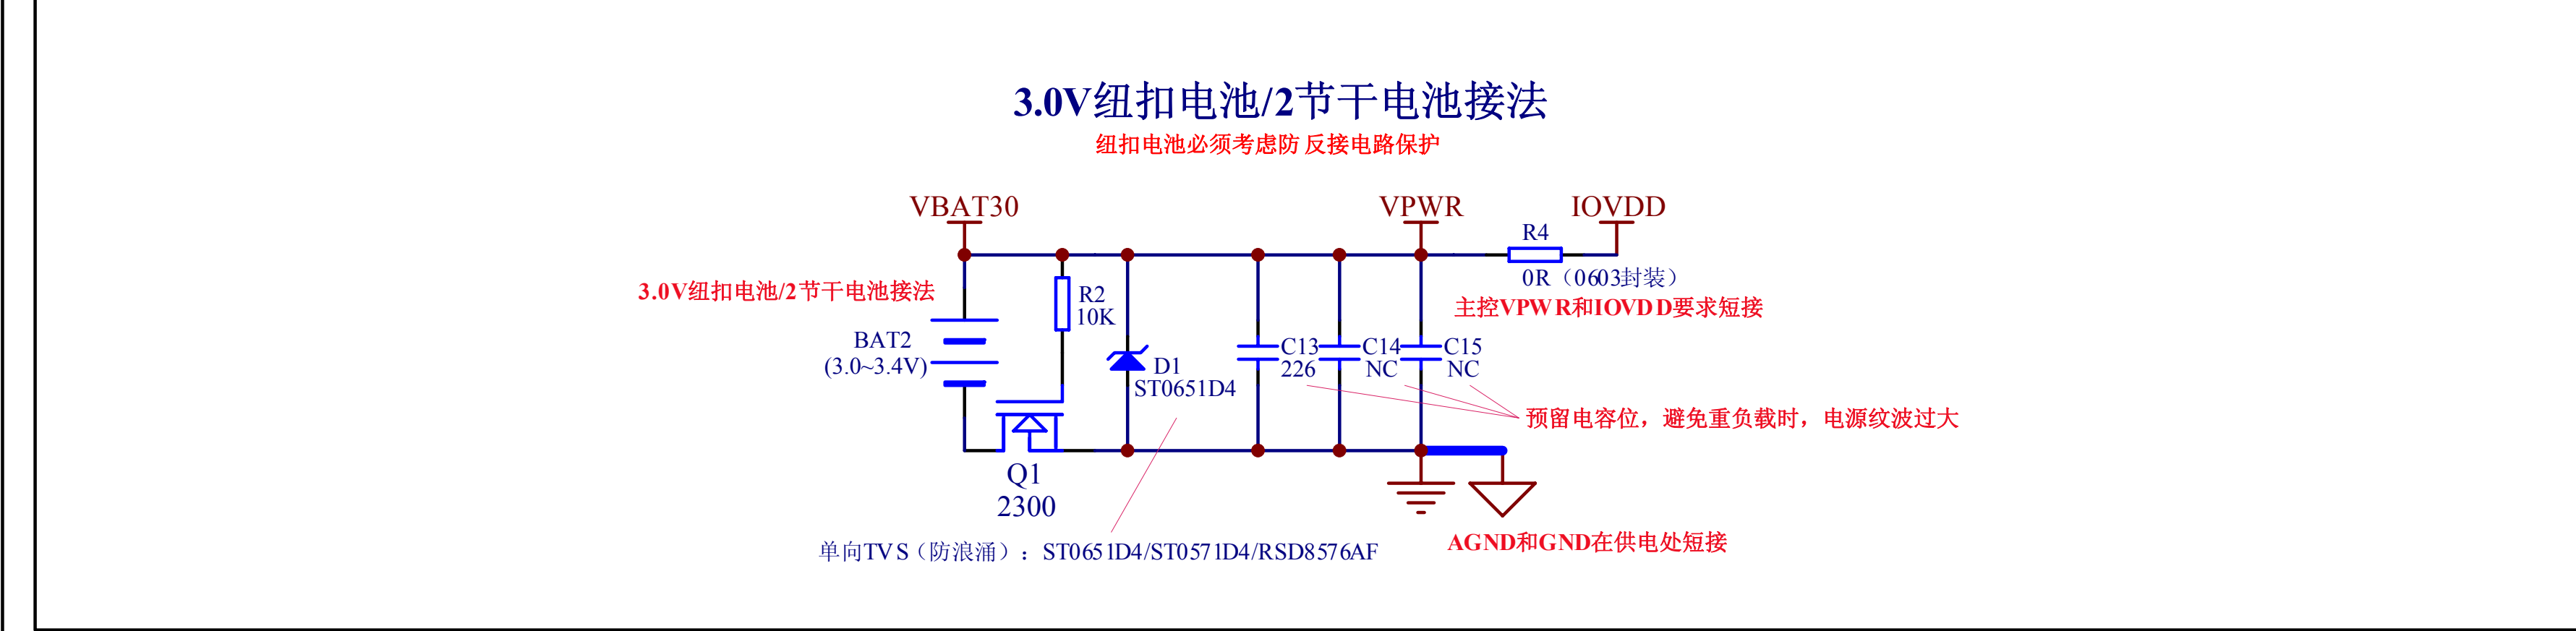 3.0V纽扣电池/2节干电池接法
纽扣电池必须考虑防 反接电路保护
VBAT30
VPWR
IOVDD
R4
0R（0603封装）
3.0V纽扣电池/2节干电池接法
主控VPWR和IOVDD要求短接
R2
10K
BAT2
(3.0~3.4V)
D1
ST0651D4
C13
226
C14
NC
C15
NC
预留电容位，避免重负载时，电源纹波过大
Q1
2300
单向TVS（防浪涌）：ST0651D4/ST0571D4/RSD8576AF
AGND和GND在供电处短接